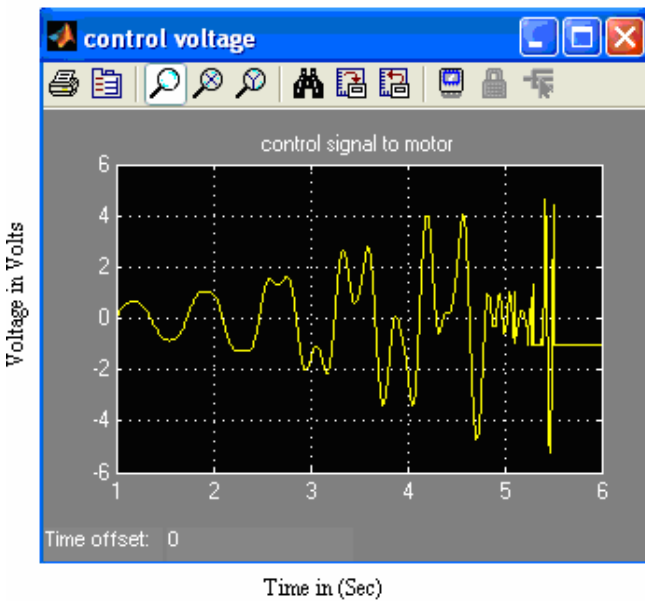 control voltage
control signal to motor
6
4
2
0
-2
-4
-6
Voltage in Volts
1 2 3 4 5 6
Time offset: 0
Time in (Sec)